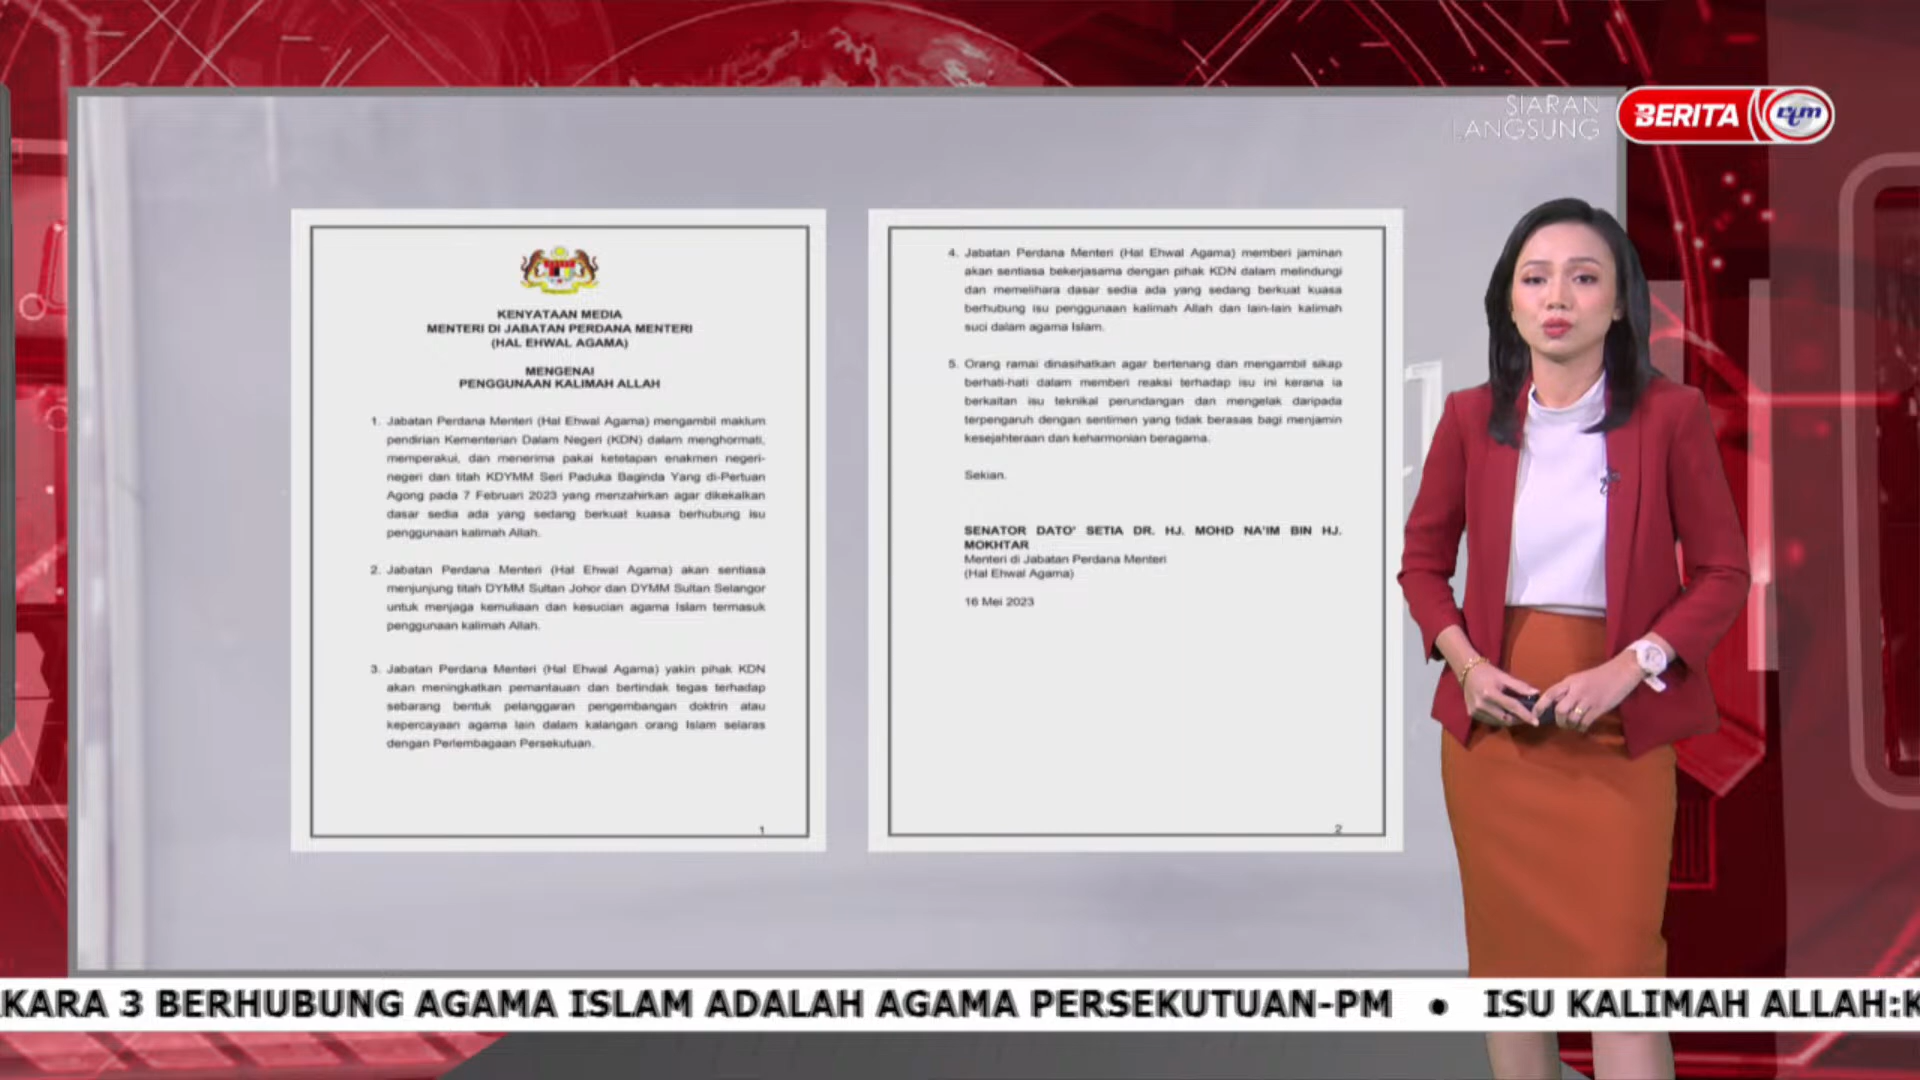 SIARAN
LANGSUNG
BERITA rtm
KENYATAAN MEDIA
MENTERI DI JABATAN PERDANA MENTERI
(HAL EHWAL AGAMA)
MENGENAI
PENGGUNAAN KALIMAH ALLAH
1. Jabatan Perdana Menteri (Hal Ehwal Agama) mengambil maklum
pendirian Kementerian Dalam Negeri (KDN) dalam menghormati,
memperakui, dan menerima pakai ketetapan enakmen negeri-
negeri dan titah KDYMM Seri Paduka Baginda Yang di-Pertuan
Agong pada 7 Februari 2023 yang menzahirkan agar dikekalkan
dasar sedia ada yang sedang berkuat kuasa berhubung isu
penggunaan kalimah Allah.
2. Jabatan Perdana Menteri (Hal Ehwal Agama) akan sentiasa
menjunjung titah DYMM Sultan Johor dan DYMM Sultan Selangor
untuk menjaga kemuliaan dan kesucian agama Islam termasuk
penggunaan kalimah Allah.
3. Jabatan Perdana Menteri (Hal Ehwal Agama) yakin pihak KDN
akan meningkatkan pemantauan dan bertindak tegas terhadap
sebarang bentuk pelanggaran pengembangan doktrin atau
kepercayaan agama lain dalam kalangan orang Islam selaras
dengan Perlembagaan Persekutuan.
1
4. Jabatan Perdana Menteri (Hal Ehwal Agama) memberi jaminan
akan sentiasa bekerjasama dengan pihak KDN dalam melindungi
dan memelihara dasar sedia ada yang sedang berkuat kuasa
berhubung isu penggunaan kalimah Allah dan lain-lain kalimah
suci dalam agama Islam.
5. Orang ramai dinasihatkan agar bertenang dan mengambil sikap
berhati-hati dalam memberi reaksi terhadap isu ini kerana ia
berkaitan isu teknikal perundangan dan mengelak daripada
terpengaruh dengan sentimen yang tidak berasas bagi menjamin
kesejahteraan dan keharmonian beragama.
Sekian.
SENATOR DATO' SETIA DR. HJ. MOHD NA'IM BIN HJ.
MOKHTAR
Menteri di Jabatan Perdana Menteri
(Hal Ehwal Agama)
16 Mei 2023
2
KARA 3 BERHUBUNG AGAMA ISLAM ADALAH AGAMA PERSEKUTUAN-PM • ISU KALIMAH ALLAH:K